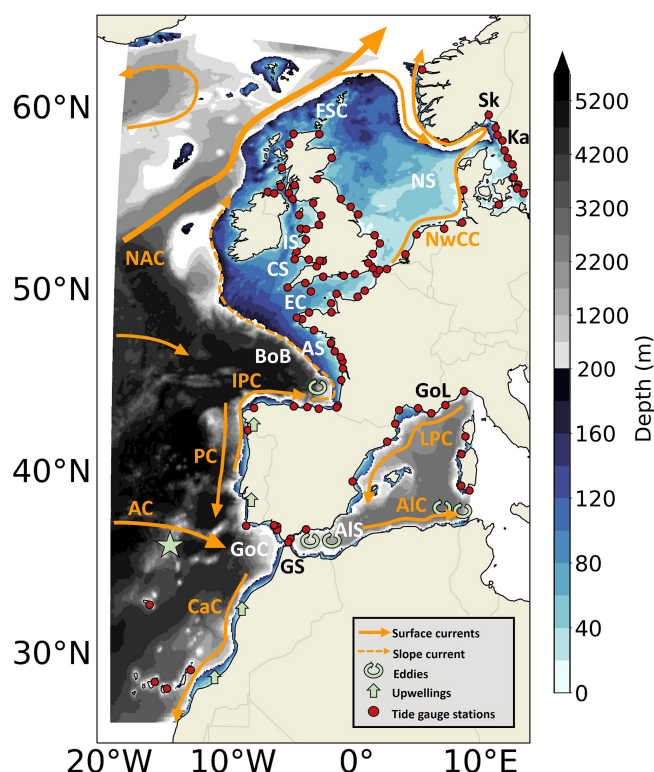 60°N
50°N
40°N
30°N
20°W
10°W
0°
10°E
FSC
Sk
Ka
NS
NAC
IS
NwCC
CS
EC
AS
BoB
IPC
GoL
LPC
PC
AC
AlC
AlS
GoC
GS
CaC
Surface currents
Slope current
Eddies
Upwellings
Tide gauge stations
5200
4200
3200
2200
1200
200
160
120
80
40
0
Depth (m)